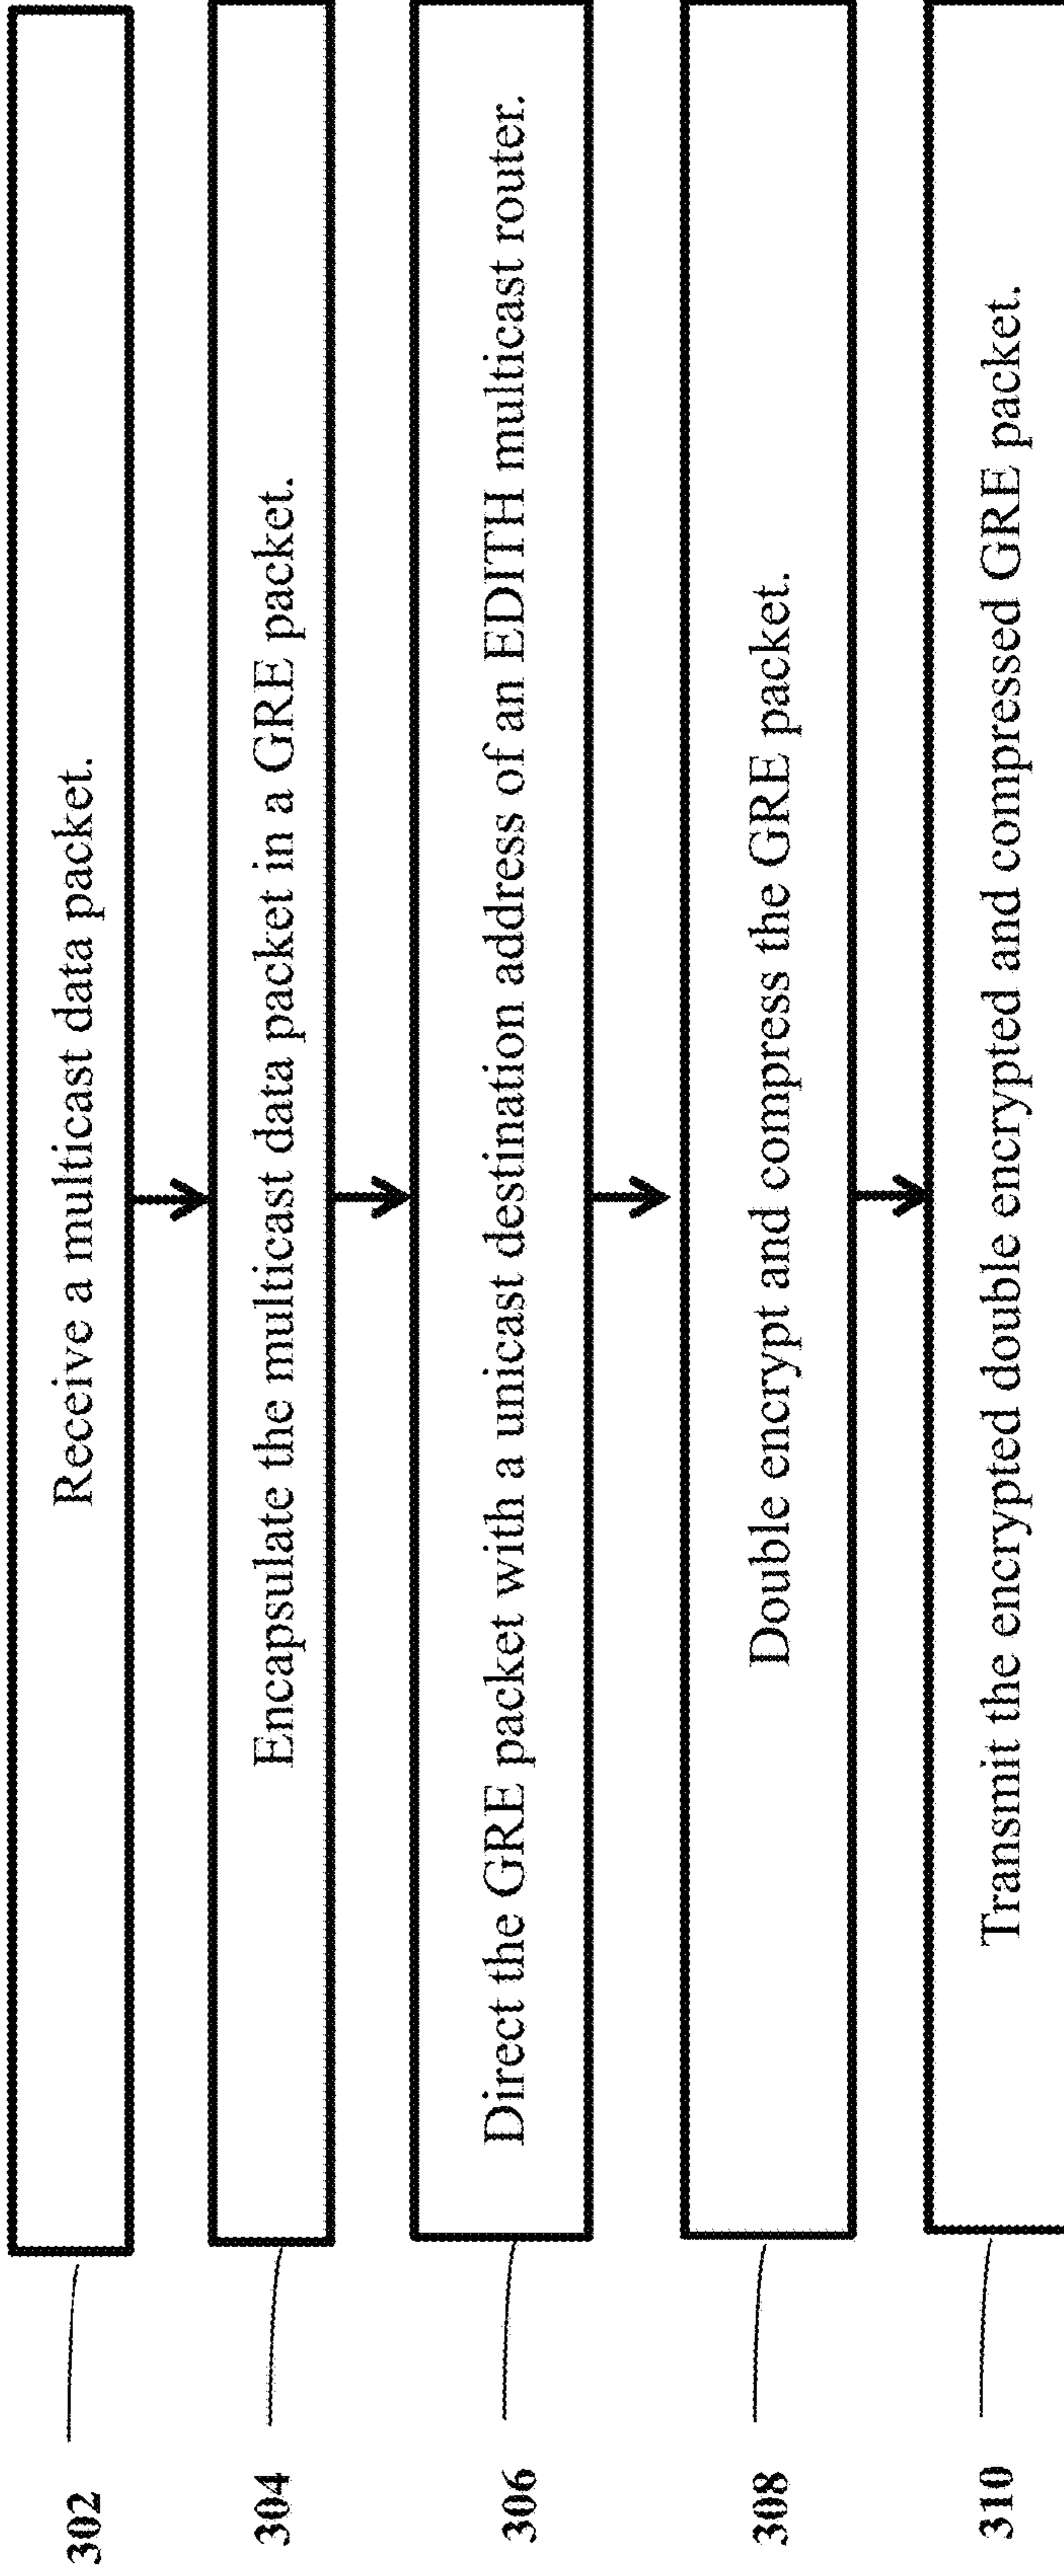 302
Receive a multicast data packet.
304
Encapsulate the multicast data packet in a GRE packet.
306
Direct the GRE packet with a unicast destination address of an EDITH multicast router.
308
Double encrypt and compress the GRE packet.
310
Transmit the encrypted double encrypted and compressed GRE packet.